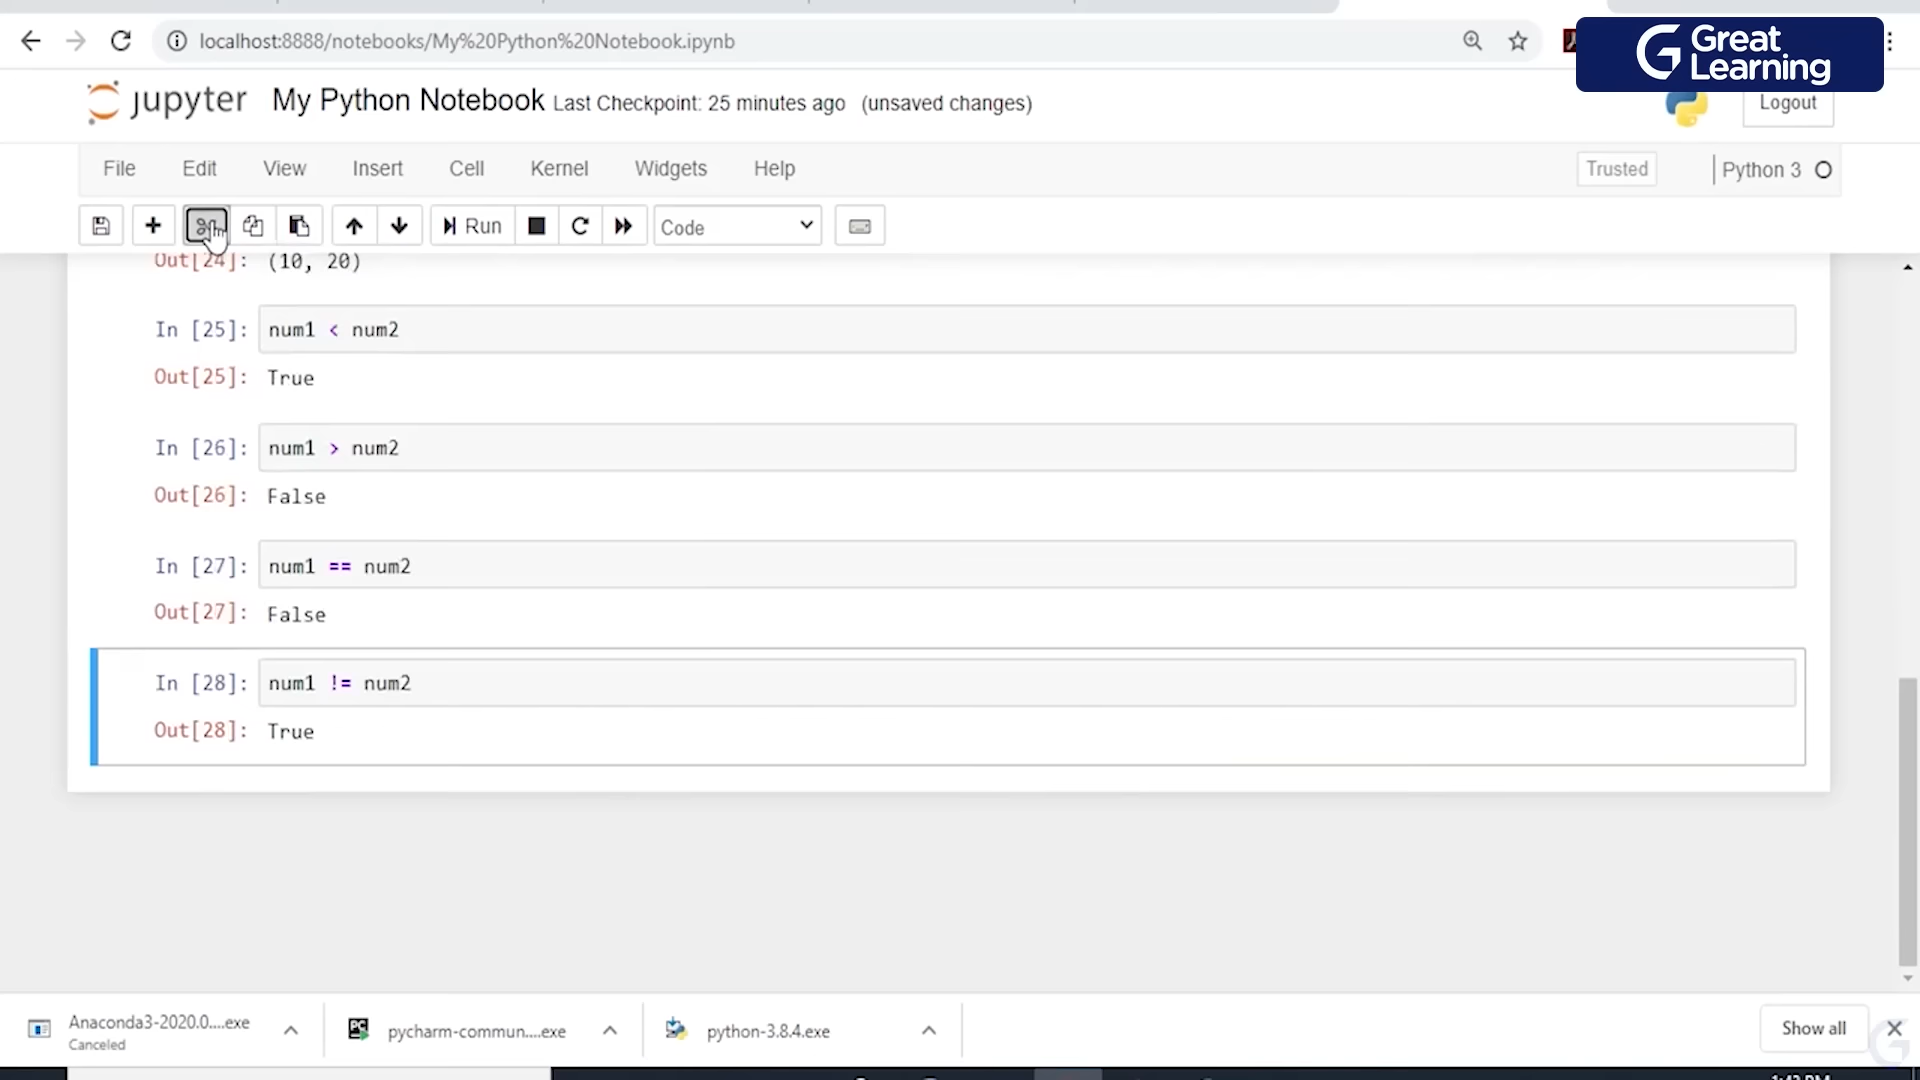 localhost:8888/notebooks/My%20Python%20Notebook.ipynb
Great
Learning
jupyter My Python Notebook Last Checkpoint: 25 minutes ago (unsaved changes)
Logout
File Edit View Insert Cell Kernel Widgets Help
Trusted
Python 3
Run
Code
Out[24]: (10, 20)
In [25]: num1 < num2
Out[25]: True
In [26]: num1 > num2
Out[26]: False
In [27]: num1 == num2
Out[27]: False
In [28]: num1 != num2
Out[28]: True
Anaconda3-2020.0....exe
Canceled
pycharm-commun....exe
python-3.8.4.exe
Show all